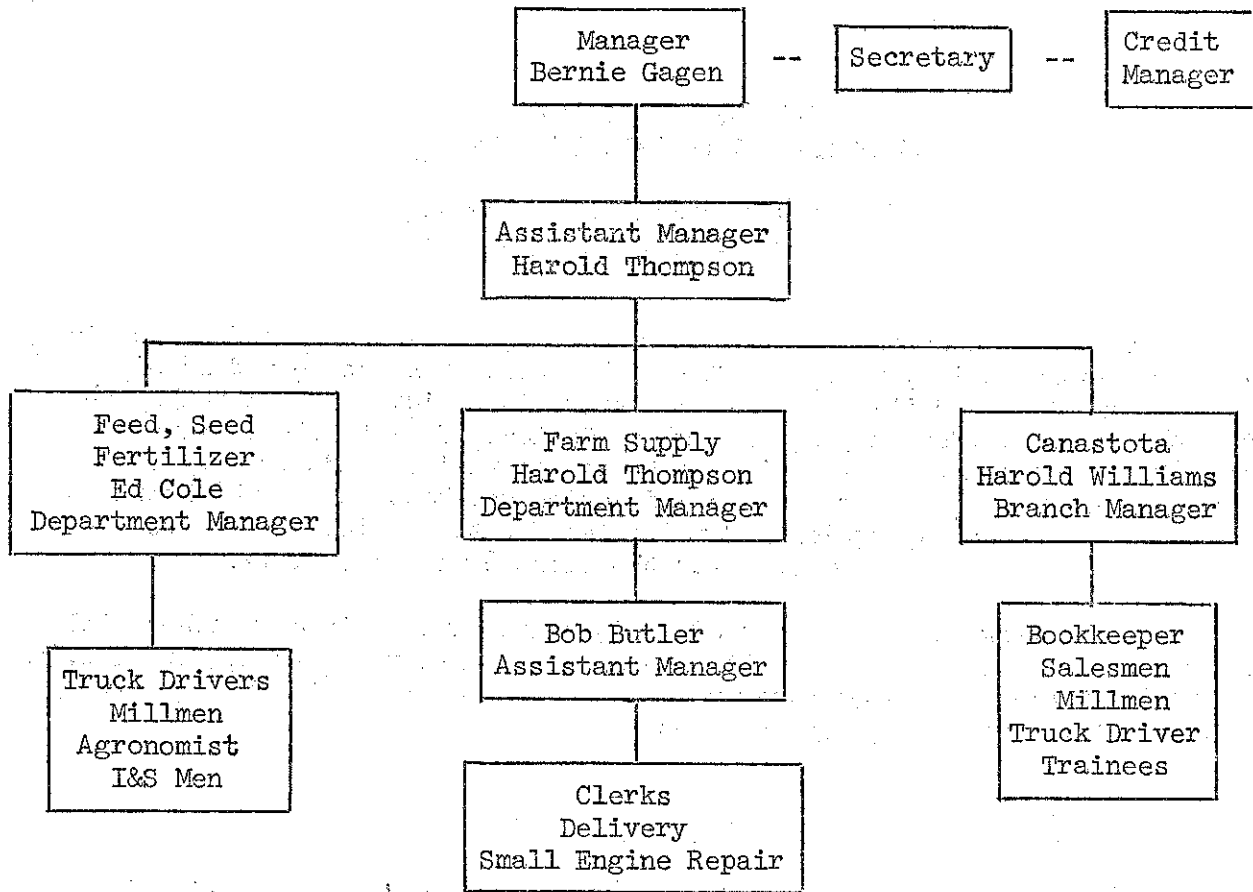 Manager
Bernie Gagen
--
Secretary
--
Credit
Manager
Assistant Manager
Harold Thompson
Feed, Seed
Fertilizer
Ed Cole
Department Manager
Farm Supply
Harold Thompson
Department Manager
Canastota
Harold Williams
Branch Manager
Truck Drivers
Millmen
Agronomist
I&S Men
Bob Butler
Assistant Manager
Bookkeeper
Salesmen
Millmen
Truck Driver
Trainees
Clerks
Delivery
Small Engine Repair